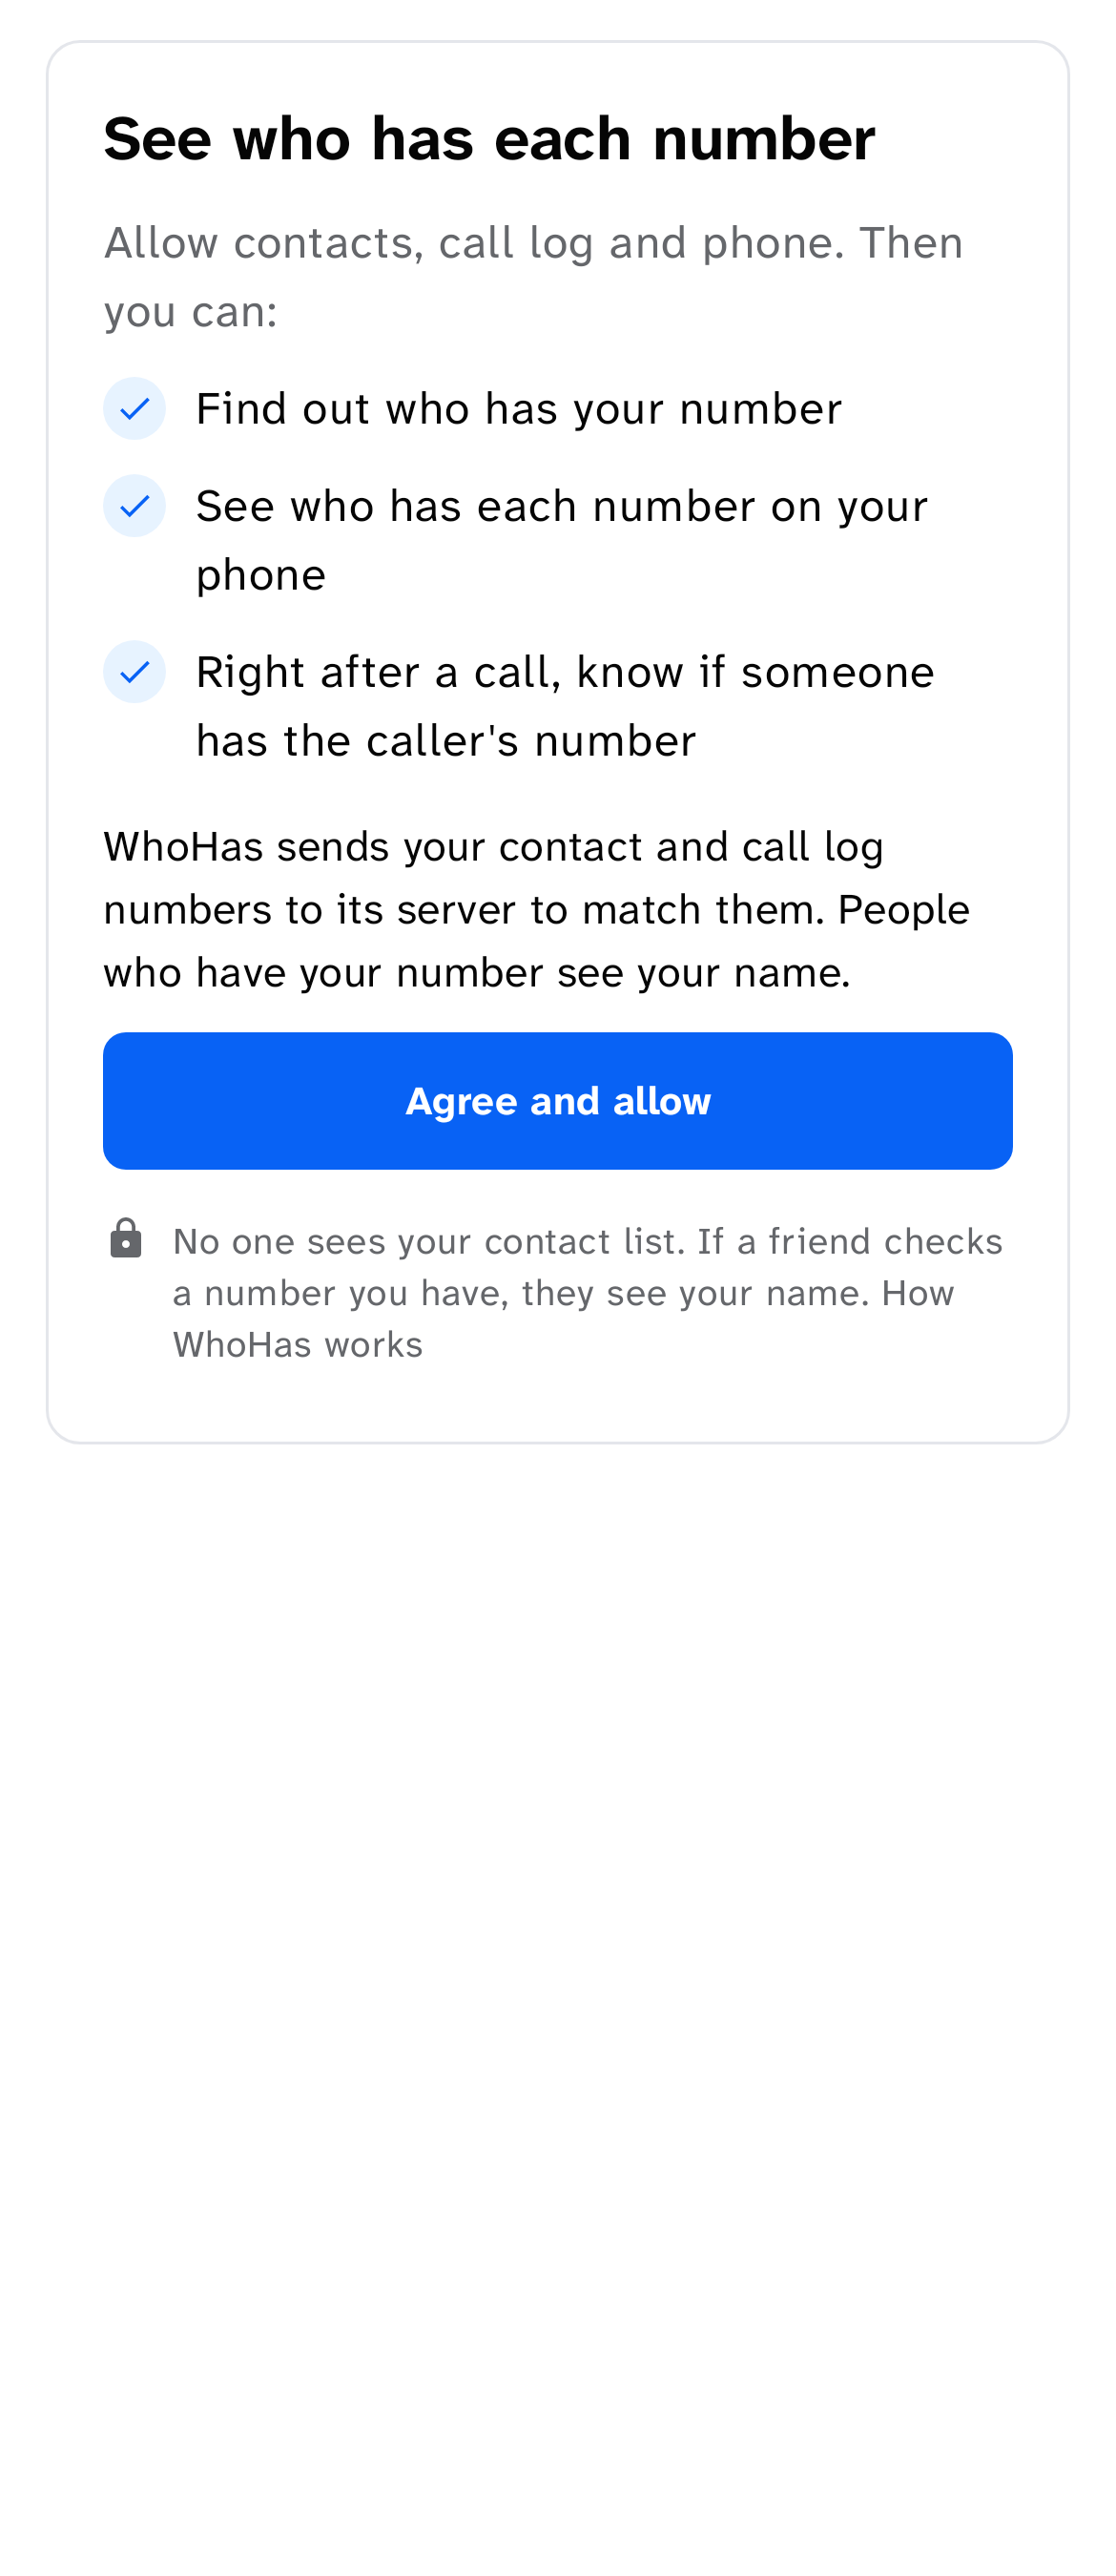 See who has each number
Allow contacts, call log and phone. Then
you can:
Find out who has your number
See who has each number on your
phone
Right after a call, know if someone
has the caller's number
WhoHas sends your contact and call log
numbers to its server to match them. People
who have your number see your name.
Agree and allow
No one sees your contact list. If a friend checks
a number you have, they see your name. How
WhoHas works